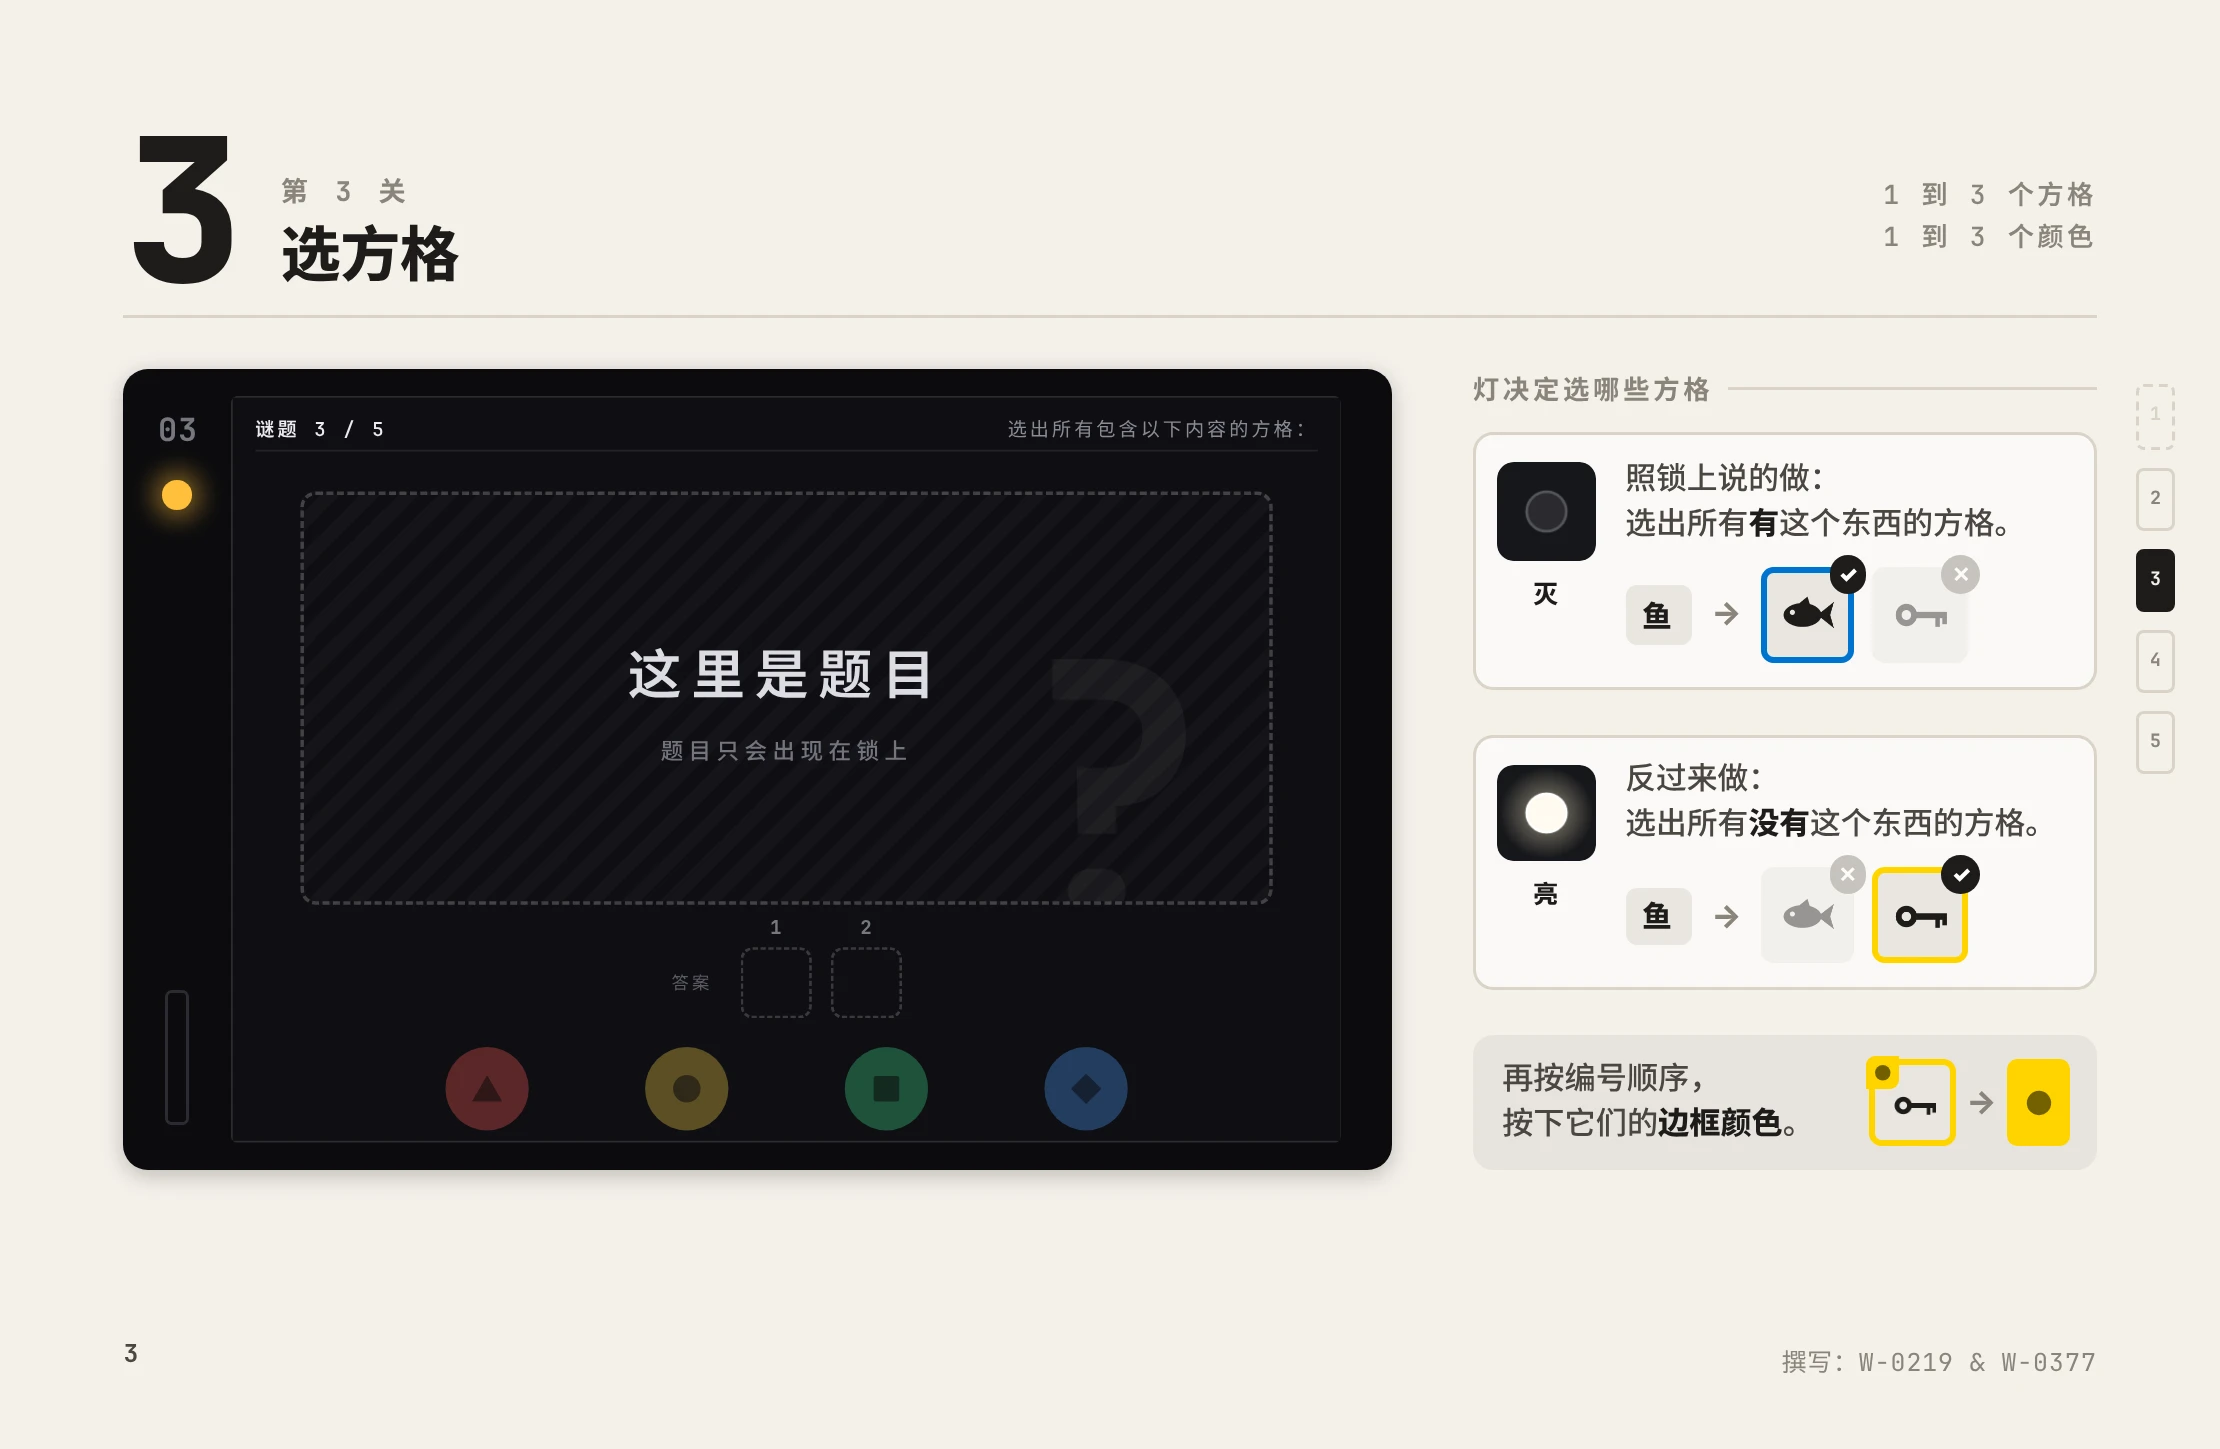 3
第 3 关
选方格
1 到 3 个方格
1 到 3 个颜色
03
谜题 3 / 5
选出所有包含以下内容的方格：
这里是题目
题目只会出现在锁上
?
1
2
答案
灯决定选哪些方格
灭
照锁上说的做：
选出所有有这个东西的方格。
鱼
亮
反过来做：
选出所有没有这个东西的方格。
鱼
再按编号顺序，
按下它们的边框颜色。
1
2
3
4
5
3
撰写：W-0219 & W-0377